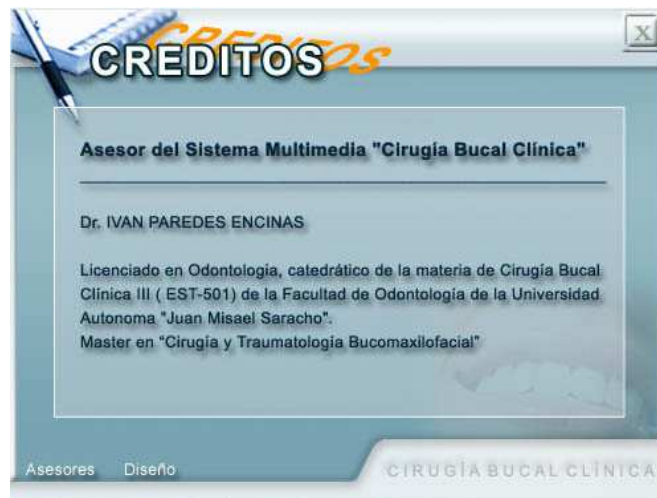 CREDITOS
CREDITOS
X
Asesor del Sistema Multimedia "Cirugía Bucal Clínica"
Dr. IVAN PAREDES ENCINAS
Licenciado en Odontología, catedrático de la materia de Cirugía Bucal
Clínica III ( EST-501) de la Facultad de Odontología de la Universidad
Autonoma "Juan Misael Saracho".
Master en "Cirugía y Traumatología Bucomaxilofacial"
Asesores Diseño
CIRUGÍA BUCAL CLÍNICA